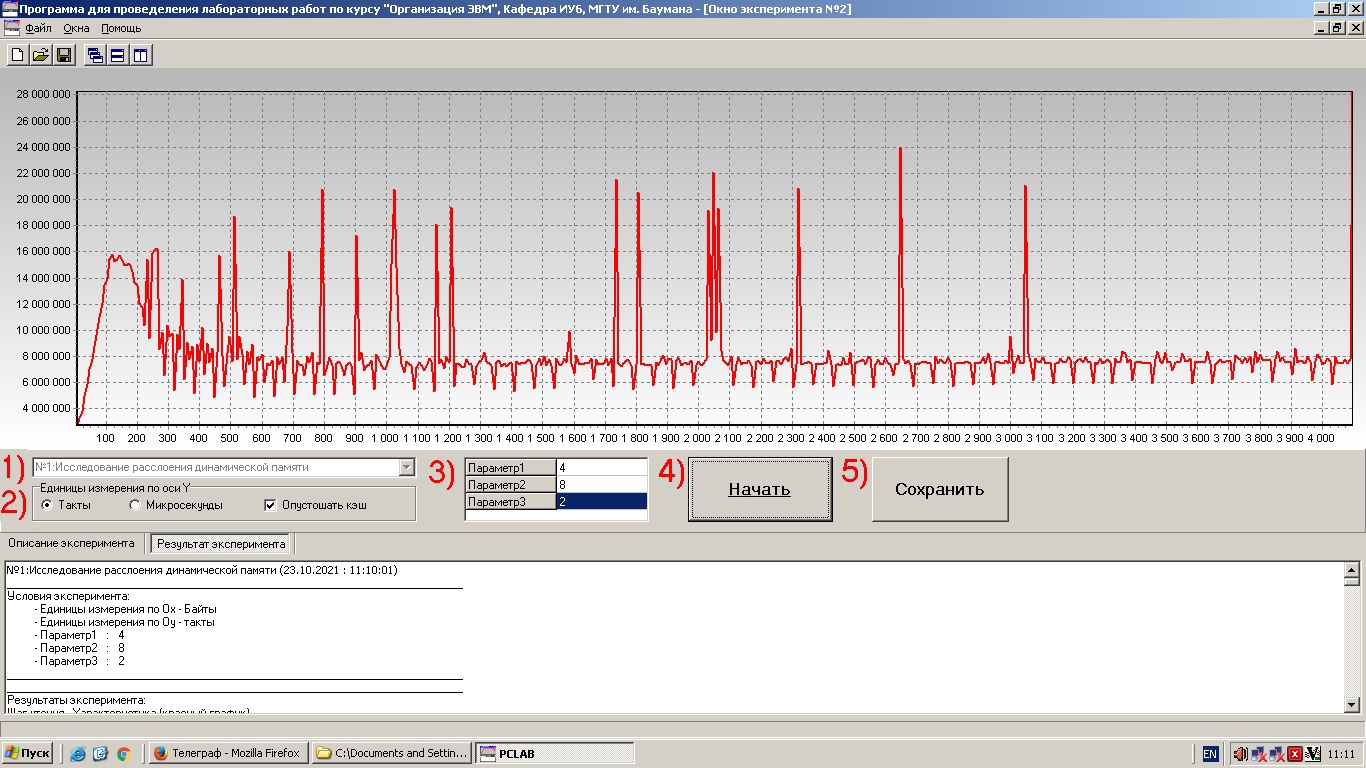 Программа для проведеления лабораторных работ по курсу "Организация ЭВМ", Кафедра ИУ6, МГТУ им. Баумана - [Окно эксперимента №2]
Файл Окна Помощь
28 000 000
26 000 000
24 000 000
22 000 000
20 000 000
18 000 000
16 000 000
14 000 000
12 000 000
10 000 000
8 000 000
6 000 000
4 000 000
100 200 300 400 500 600 700 800 900 1 000 1 100 1 200 1 300 1 400 1 500 1 600 1 700 1 800 1 900 2 000 2 100 2 200 2 300 2 400 2 500 2 600 2 700 2 800 2 900 3 000 3 100 3 200 3 300 3 400 3 500 3 600 3 700 3 800 3 900 4 000
1) №1:Исследование расслоения динамической памяти
2) Единицы измерения по оси Y
Такты Микросекунды Опустошать кэш
3) Параметр1 4
Параметр2 8
Параметр3 2
4) Начать
5) Сохранить
Описание эксперимента Результат эксперимента
№1:Исследование расслоения динамической памяти (23.10.2021 : 11:10:01)
Условия эксперимента:
- Единицы измерения по Ox - Байты
- Единицы измерения по Oy - такты
- Параметр1 : 4
- Параметр2 : 8
- Параметр3 : 2
Результаты эксперимента:
Шаг чтения - Характеристика (красный график)
Пуск Телеграф - Mozilla Firefox C:\Documents and Settin... PCLAB EN 11:11